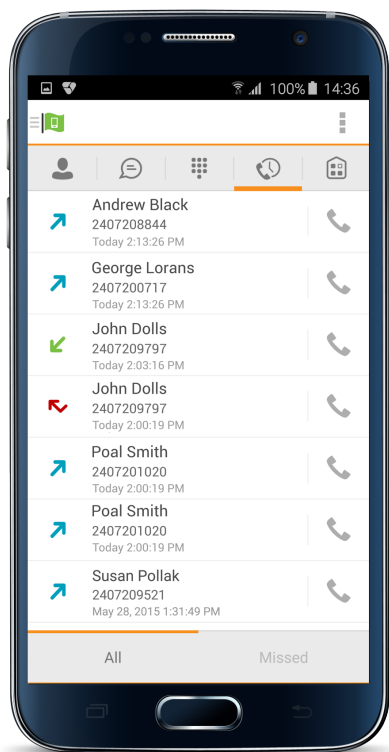 100% 14:36
Andrew Black
2407208844
Today 2:13:26 PM
George Lorans
2407200717
Today 2:13:26 PM
John Dolls
2407209797
Today 2:03:16 PM
John Dolls
2407209797
Today 2:00:19 PM
Poal Smith
2407201020
Today 2:00:19 PM
Poal Smith
2407201020
Today 2:00:19 PM
Susan Pollak
2407209521
May 28, 2015 1:31:49 PM
All Missed